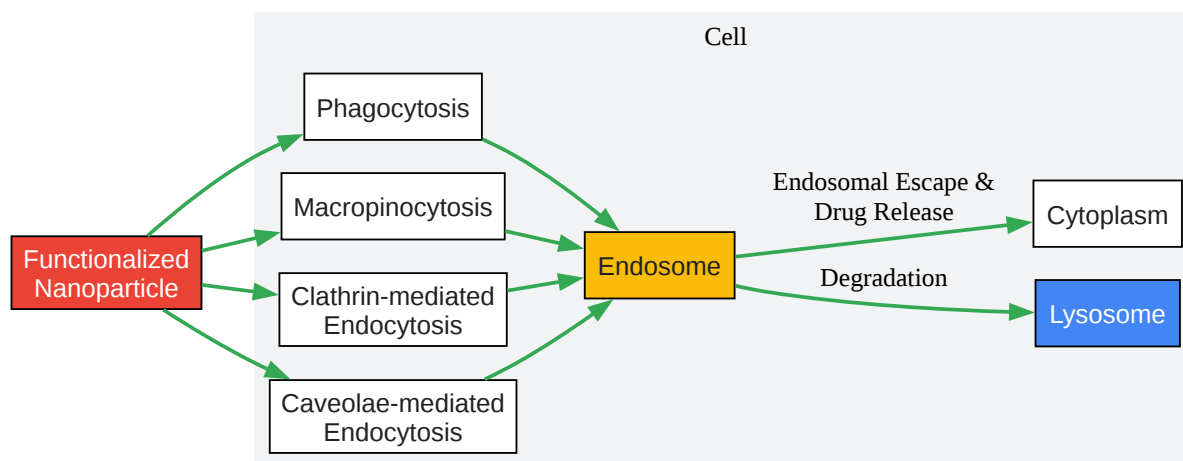 Cell
Phagocytosis
Macropinocytosis
Functionalized
Nanoparticle
Clathrin-mediated
Endocytosis
Caveolae-mediated
Endocytosis
Endosome
Endosomal Escape &
Drug Release
Degradation
Cytoplasm
Lysosome